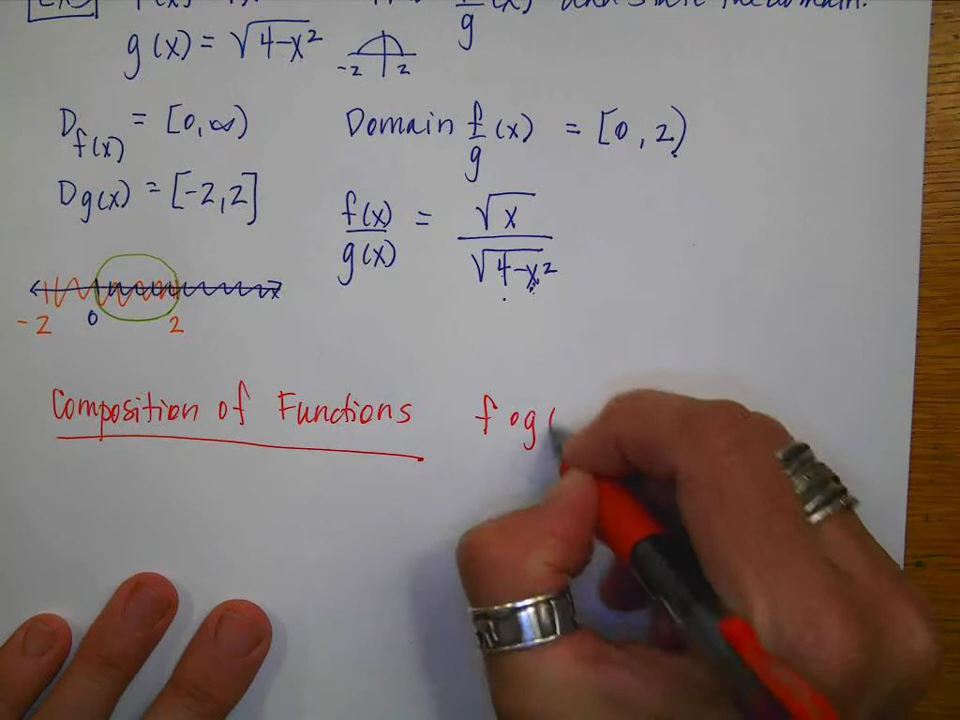 g(x) = √4-x²
-2 2
D f(x) = [0, ∞)
Domain f/g (x) = [0, 2)
Dg(x) = [-2, 2]
f(x)/g(x) = √x/√4-x²
-2 0 2
Composition of Functions f∘g(